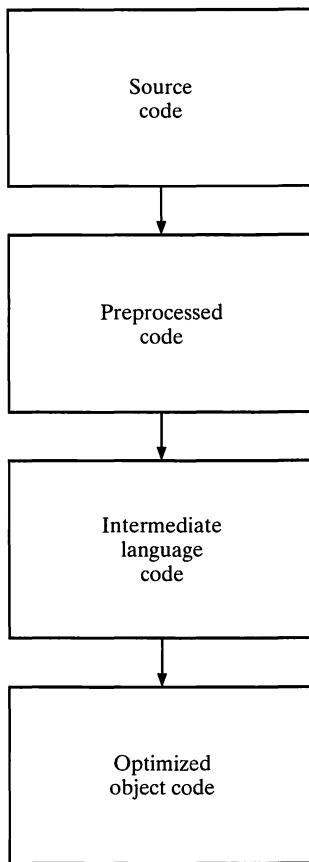 Source
code
Preprocessed
code
Intermediate
language
code
Optimized
object code